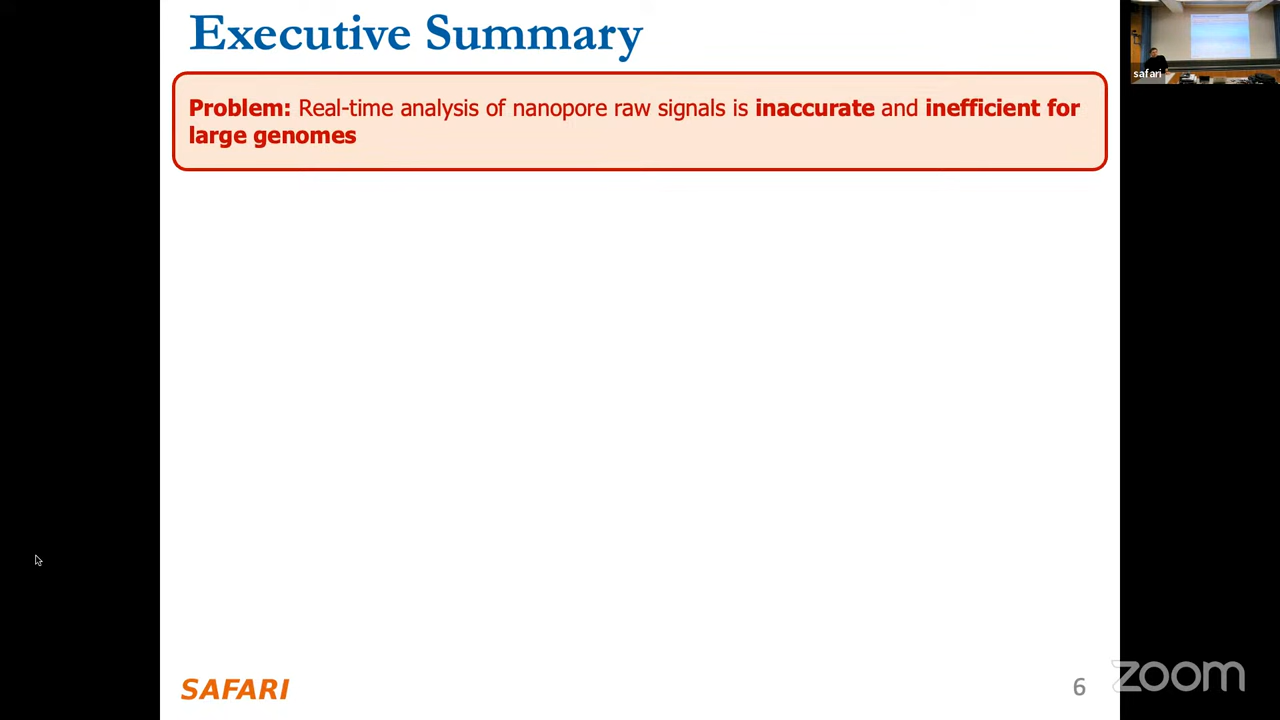 Executive Summary
Problem: Real-time analysis of nanopore raw signals is inaccurate and inefficient for
large genomes
safari
SAFARI
6
zoom